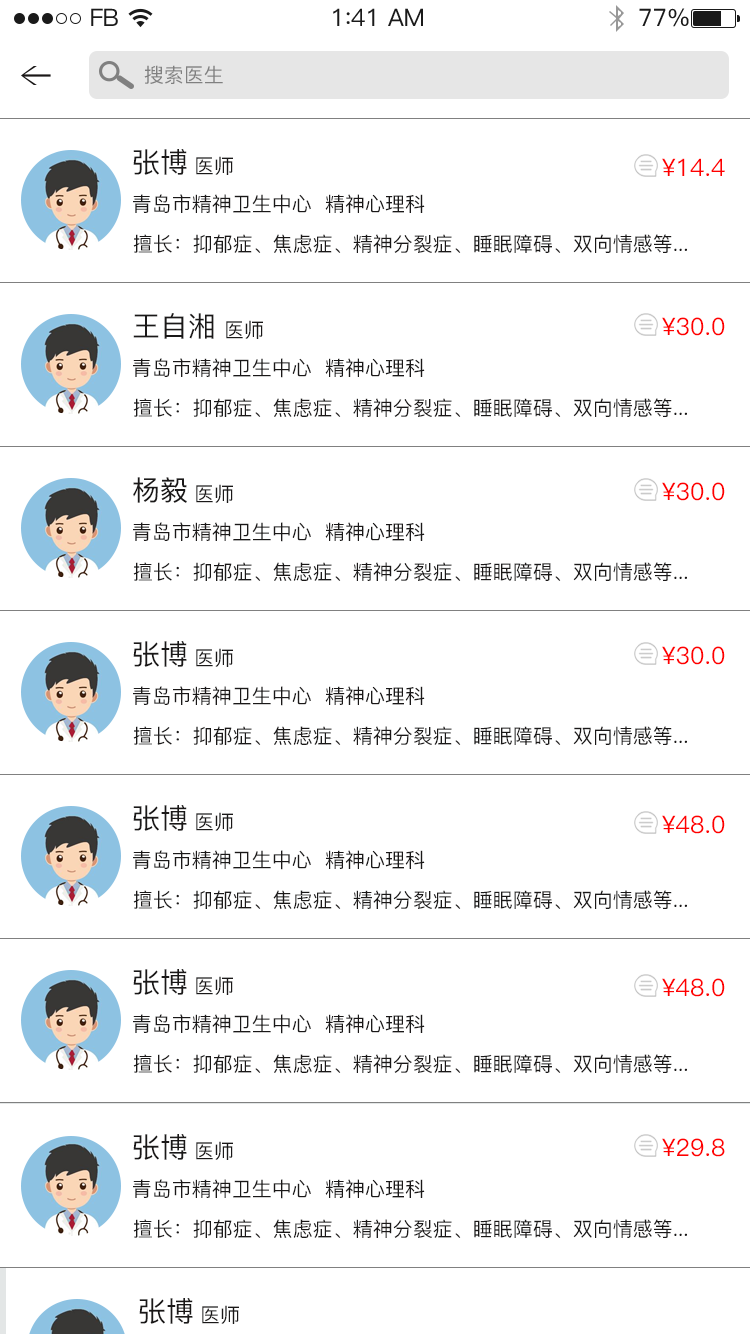 FB 1:41 AM 77%
搜索医生
张博 医师 ¥14.4
青岛市精神卫生中心 精神心理科
擅长：抑郁症、焦虑症、精神分裂症、睡眠障碍、双向情感等...
王自湘 医师 ¥30.0
青岛市精神卫生中心 精神心理科
擅长：抑郁症、焦虑症、精神分裂症、睡眠障碍、双向情感等...
杨毅 医师 ¥30.0
青岛市精神卫生中心 精神心理科
擅长：抑郁症、焦虑症、精神分裂症、睡眠障碍、双向情感等...
张博 医师 ¥30.0
青岛市精神卫生中心 精神心理科
擅长：抑郁症、焦虑症、精神分裂症、睡眠障碍、双向情感等...
张博 医师 ¥48.0
青岛市精神卫生中心 精神心理科
擅长：抑郁症、焦虑症、精神分裂症、睡眠障碍、双向情感等...
张博 医师 ¥48.0
青岛市精神卫生中心 精神心理科
擅长：抑郁症、焦虑症、精神分裂症、睡眠障碍、双向情感等...
张博 医师 ¥29.8
青岛市精神卫生中心 精神心理科
擅长：抑郁症、焦虑症、精神分裂症、睡眠障碍、双向情感等...
张博 医师